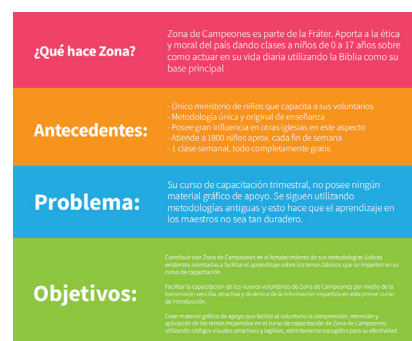 ¿Qué hace Zona?
Zona de Campeones es parte de la Fráter. Aporta a la ética
y moral del país dando clases a niños de 0 a 17 años sobre
como actuar en su vida diaria utilizando la Biblia como su
base principal
Antecedentes:
- Único ministerio de niños que capacita a sus voluntarios
- Metodología única y original de enseñanza
- Posee gran influencia en otras iglesias en este aspecto
- Atiende a 1800 niños aprox. cada fin de semana
- 1 clase semanal, todo completamente gratis.
Problema:
Su curso de capacitación trimestral, no posee ningún
material gráfico de apoyo. Se siguen utilizando
metodologías antiguas y esto hace que el aprendizaje en
los maestros no sea tan duradero.
Objetivos:
Contribuir con Zona de Campeones en el fortalecimiento de sus metodologías lúdicas
existentes orientadas a facilitar el aprendizaje sobre los temas básicos que se imparten en su
curso de capacitación.
Facilitar la capacitación de los nuevos voluntarios de Zona de Campeones por medio de la
transmisión sencilla, atractiva y dinámica de la información impartida en este primer curso
de Introducción.
Crear material gráfico de apoyo que facilite al voluntario la comprensión, retención y
aplicación de los temas impartidos en el curso de capacitación de Zona de Campeones
utilizando códigos visuales atractivos y legibles, estrictamente escogidos para su efectividad.